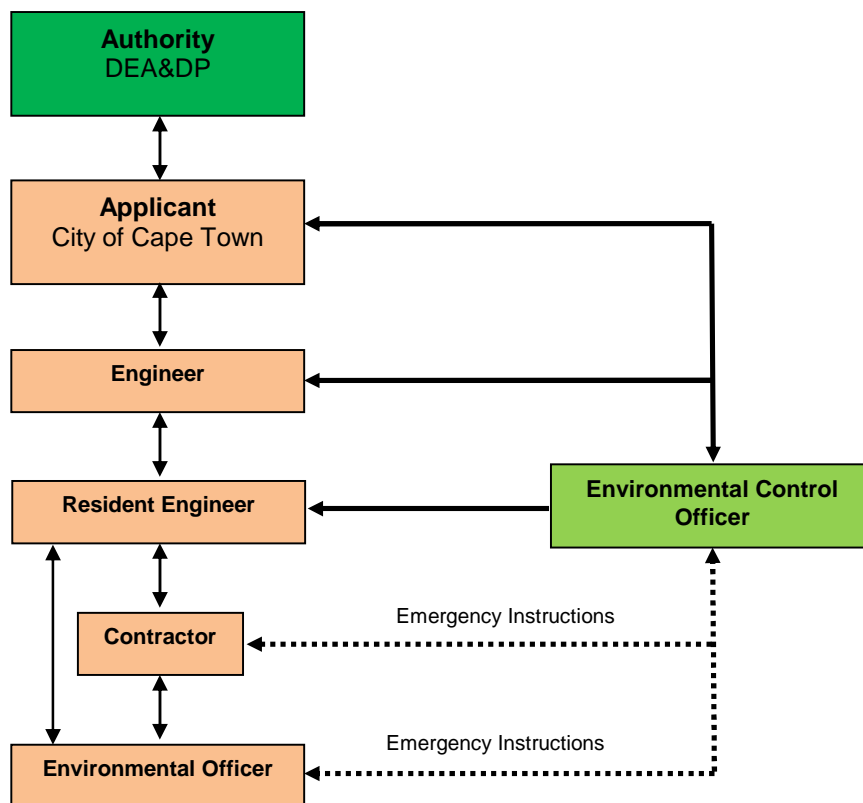 Authority
DEA&DP
Applicant
City of Cape Town
Engineer
Resident Engineer
Environmental Control
Officer
Emergency Instructions
Contractor
Emergency Instructions
Environmental Officer